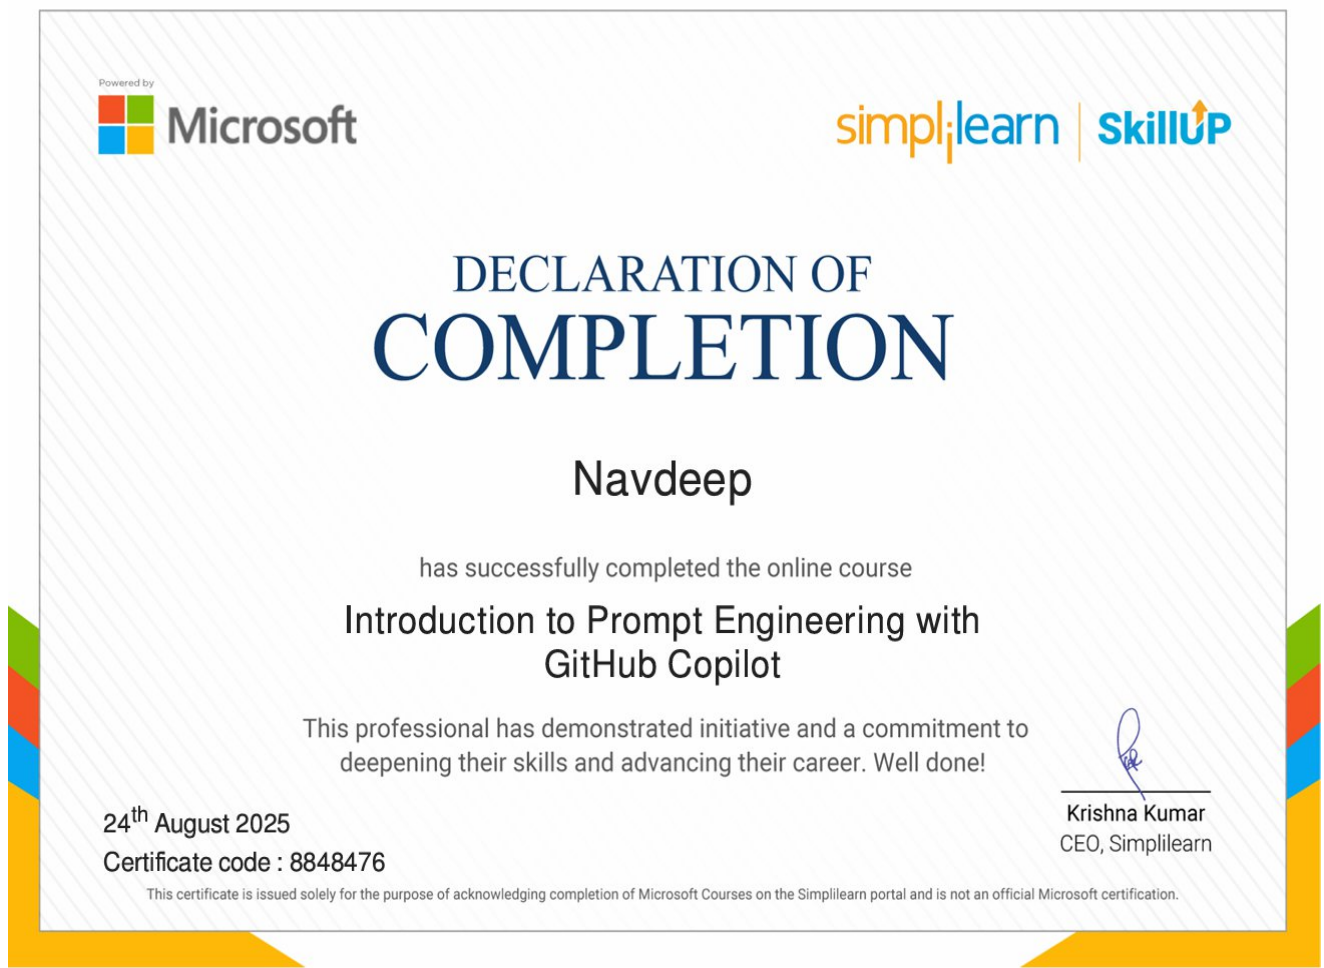 Powered by
Microsoft
simplilearn | SkillUP
DECLARATION OF
COMPLETION
Navdeep
has successfully completed the online course
Introduction to Prompt Engineering with
GitHub Copilot
This professional has demonstrated initiative and a commitment to
deepening their skills and advancing their career. Well done!
24th August 2025
Certificate code : 8848476
Krishna Kumar
CEO, Simplilearn
This certificate is issued solely for the purpose of acknowledging completion of Microsoft Courses on the Simplilearn portal and is not an official Microsoft certification.